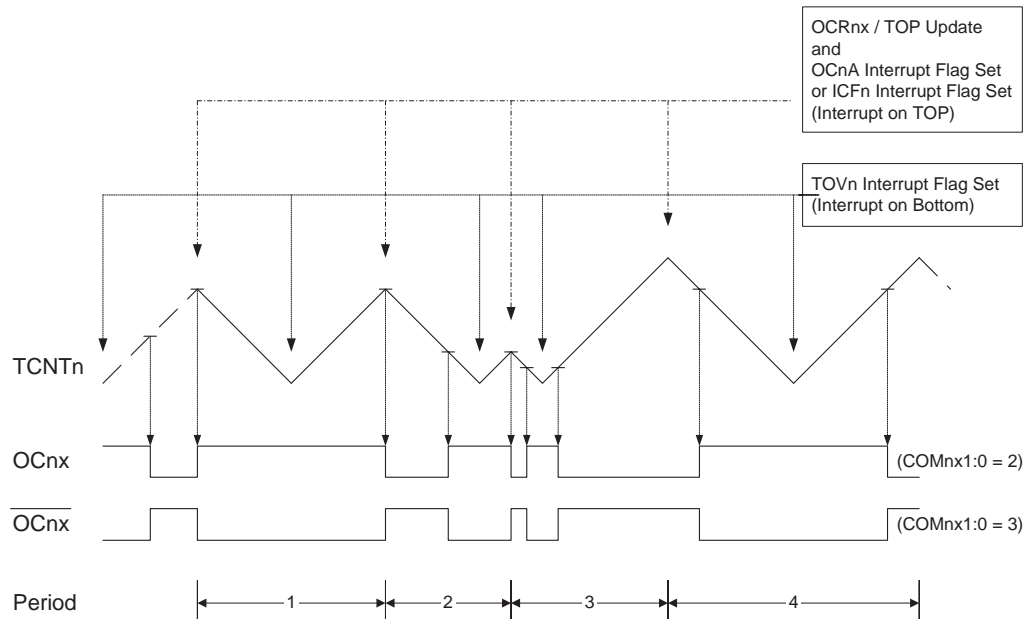 OCRnx / TOP Update
and
OCnA Interrupt Flag Set
or ICFn Interrupt Flag Set
(Interrupt on TOP)
TOVn Interrupt Flag Set
(Interrupt on Bottom)
TCNTn
OCnx
(COMnx1:0 = 2)
OCnx
(COMnx1:0 = 3)
Period
1
2
3
4